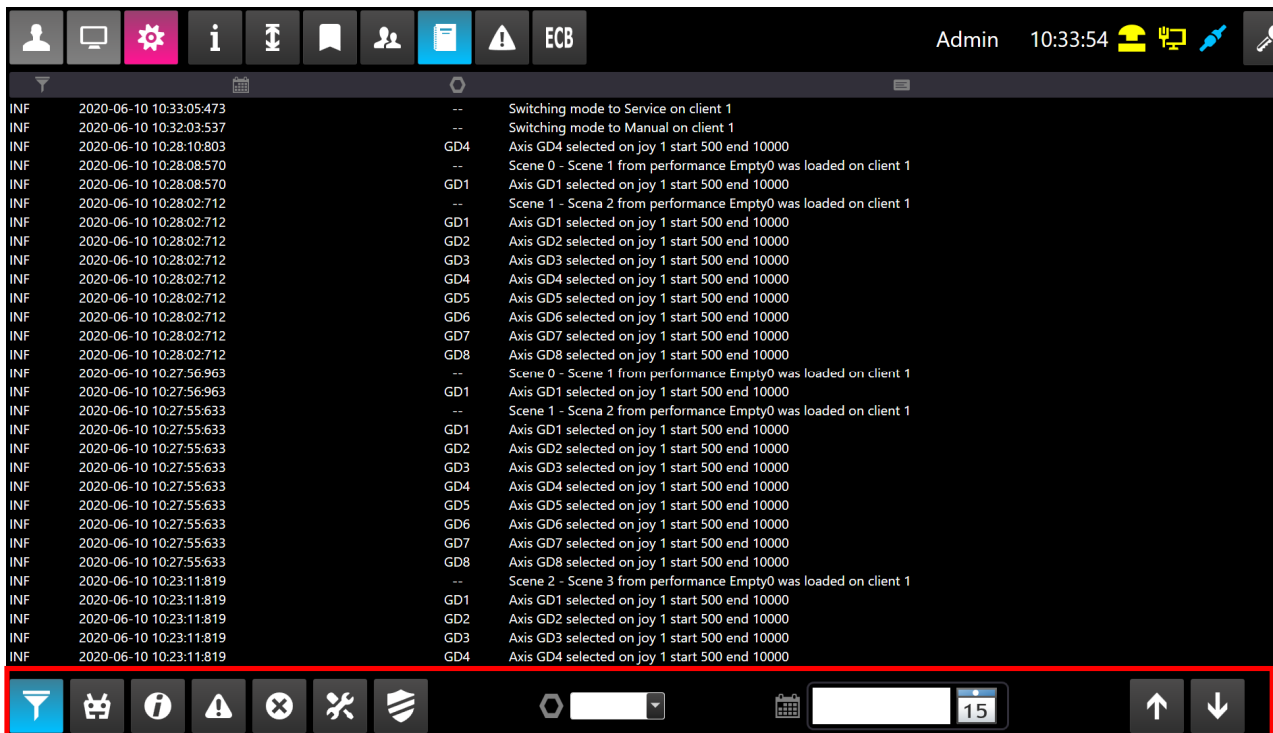 i ECB Admin 10:33:54
INF 2020-06-10 10:33:05:473 -- Switching mode to Service on client 1
INF 2020-06-10 10:32:03:537 -- Switching mode to Manual on client 1
INF 2020-06-10 10:28:10:803 GD4 Axis GD4 selected on joy 1 start 500 end 10000
INF 2020-06-10 10:28:08:570 -- Scene 0 - Scene 1 from performance Empty0 was loaded on client 1
INF 2020-06-10 10:28:08:570 GD1 Axis GD1 selected on joy 1 start 500 end 10000
INF 2020-06-10 10:28:02:712 -- Scene 1 - Scena 2 from performance Empty0 was loaded on client 1
INF 2020-06-10 10:28:02:712 GD1 Axis GD1 selected on joy 1 start 500 end 10000
INF 2020-06-10 10:28:02:712 GD2 Axis GD2 selected on joy 1 start 500 end 10000
INF 2020-06-10 10:28:02:712 GD3 Axis GD3 selected on joy 1 start 500 end 10000
INF 2020-06-10 10:28:02:712 GD4 Axis GD4 selected on joy 1 start 500 end 10000
INF 2020-06-10 10:28:02:712 GD5 Axis GD5 selected on joy 1 start 500 end 10000
INF 2020-06-10 10:28:02:712 GD6 Axis GD6 selected on joy 1 start 500 end 10000
INF 2020-06-10 10:28:02:712 GD7 Axis GD7 selected on joy 1 start 500 end 10000
INF 2020-06-10 10:28:02:712 GD8 Axis GD8 selected on joy 1 start 500 end 10000
INF 2020-06-10 10:27:56:963 -- Scene 0 - Scene 1 from performance Empty0 was loaded on client 1
INF 2020-06-10 10:27:56:963 GD1 Axis GD1 selected on joy 1 start 500 end 10000
INF 2020-06-10 10:27:55:633 -- Scene 1 - Scena 2 from performance Empty0 was loaded on client 1
INF 2020-06-10 10:27:55:633 GD1 Axis GD1 selected on joy 1 start 500 end 10000
INF 2020-06-10 10:27:55:633 GD2 Axis GD2 selected on joy 1 start 500 end 10000
INF 2020-06-10 10:27:55:633 GD3 Axis GD3 selected on joy 1 start 500 end 10000
INF 2020-06-10 10:27:55:633 GD4 Axis GD4 selected on joy 1 start 500 end 10000
INF 2020-06-10 10:27:55:633 GD5 Axis GD5 selected on joy 1 start 500 end 10000
INF 2020-06-10 10:27:55:633 GD6 Axis GD6 selected on joy 1 start 500 end 10000
INF 2020-06-10 10:27:55:633 GD7 Axis GD7 selected on joy 1 start 500 end 10000
INF 2020-06-10 10:27:55:633 GD8 Axis GD8 selected on joy 1 start 500 end 10000
INF 2020-06-10 10:23:11:819 -- Scene 2 - Scene 3 from performance Empty0 was loaded on client 1
INF 2020-06-10 10:23:11:819 GD1 Axis GD1 selected on joy 1 start 500 end 10000
INF 2020-06-10 10:23:11:819 GD2 Axis GD2 selected on joy 1 start 500 end 10000
INF 2020-06-10 10:23:11:819 GD3 Axis GD3 selected on joy 1 start 500 end 10000
INF 2020-06-10 10:23:11:819 GD4 Axis GD4 selected on joy 1 start 500 end 10000
i 15